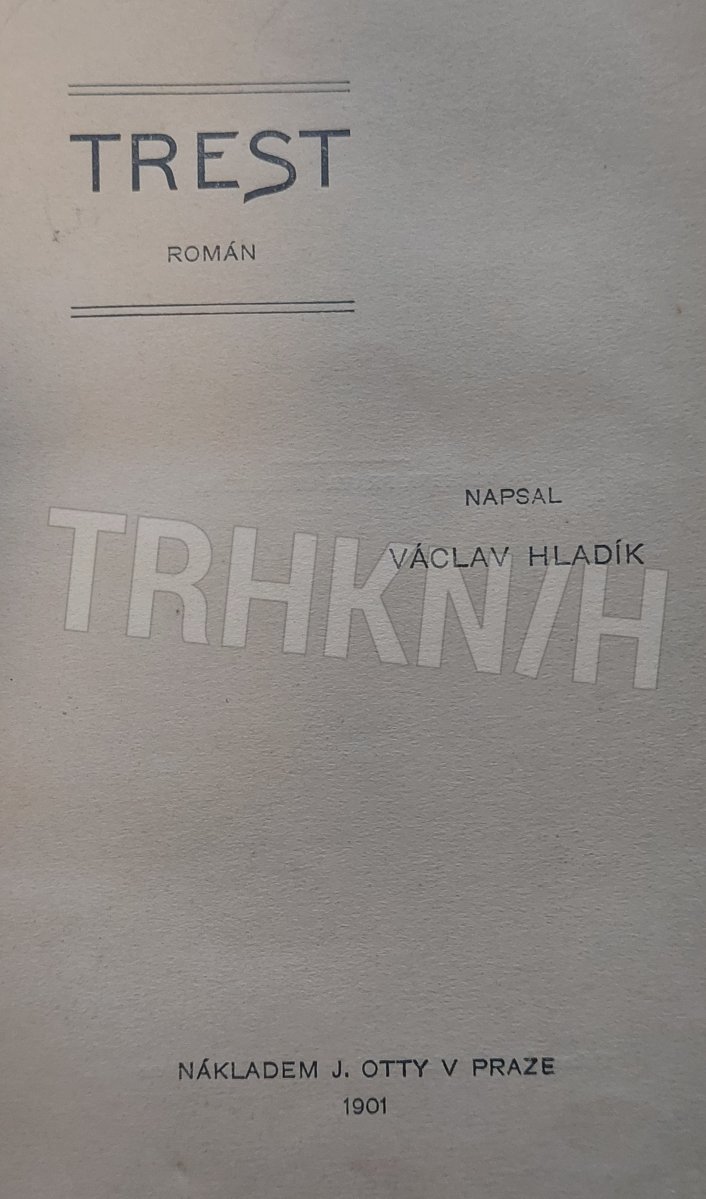 TREST
ROMÁN
NAPSAL
VÁCLAV HLADÍK
TRHKNIH
NÁKLADEM J. OTTY V PRAZE
1901